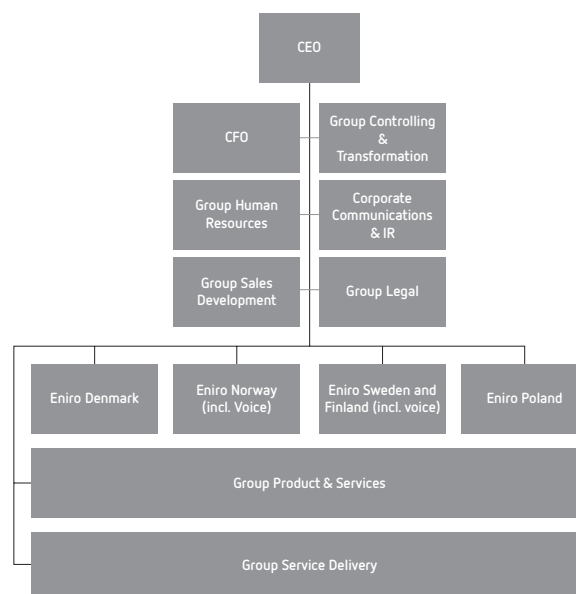 CEO
CFO
Group Controlling
&
Transformation
Group Human
Resources
Corporate
Communications
& IR
Group Sales
Development
Group Legal
Eniro Denmark
Eniro Norway
(incl. Voice)
Eniro Sweden and
Finland (incl. voice)
Eniro Poland
Group Product & Services
Group Service Delivery